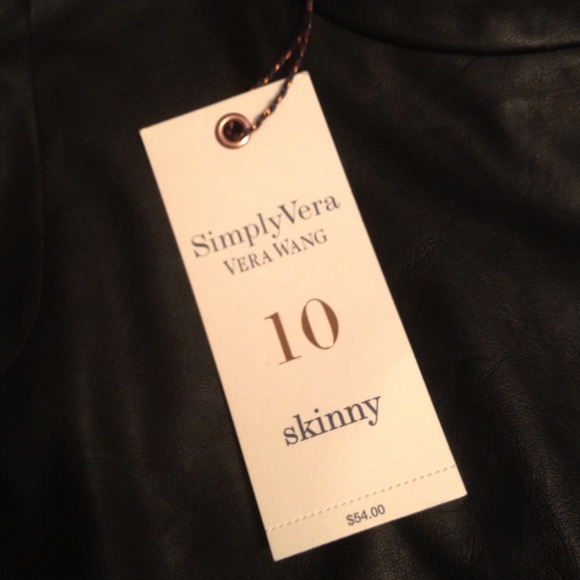 SimplyVera
VERA WANG
10
skinny
$54.00